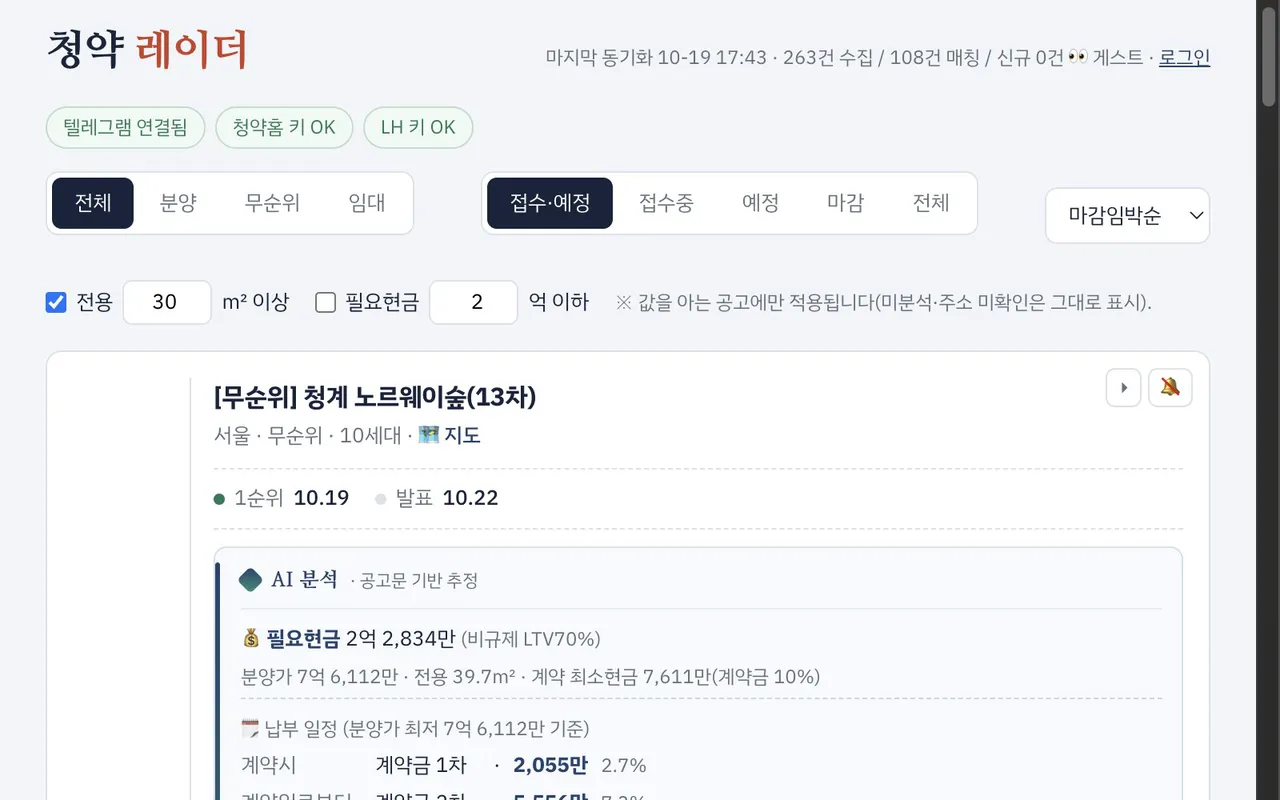 청약 레이더
마지막 동기화 10-19 17:43 · 263건 수집 / 108건 매칭 / 신규 0건 👀 게스트 · 로그인
텔레그램 연결됨 청약홈 키 OK LH 키 OK
전체 분양 무순위 임대 접수·예정 접수중 예정 마감 전체 마감임박순
전용 30 m² 이상 필요현금 2 억 이하 ※ 값을 아는 공고에만 적용됩니다(미분석·주소 미확인은 그대로 표시).
[무순위] 청계 노르웨이숲(13차)
서울 · 무순위 · 10세대 · 🗺️ 지도
1순위 10.19 발표 10.22
AI 분석 · 공고문 기반 추정
💰 필요현금 2억 2,834만 (비규제 LTV70%)
분양가 7억 6,112만 · 전용 39.7m² · 계약 최소현금 7,611만(계약금 10%)
🗓️ 납부 일정 (분양가 최저 7억 6,112만 기준)
계약시 계약금 1차 · 2,055만 2.7%